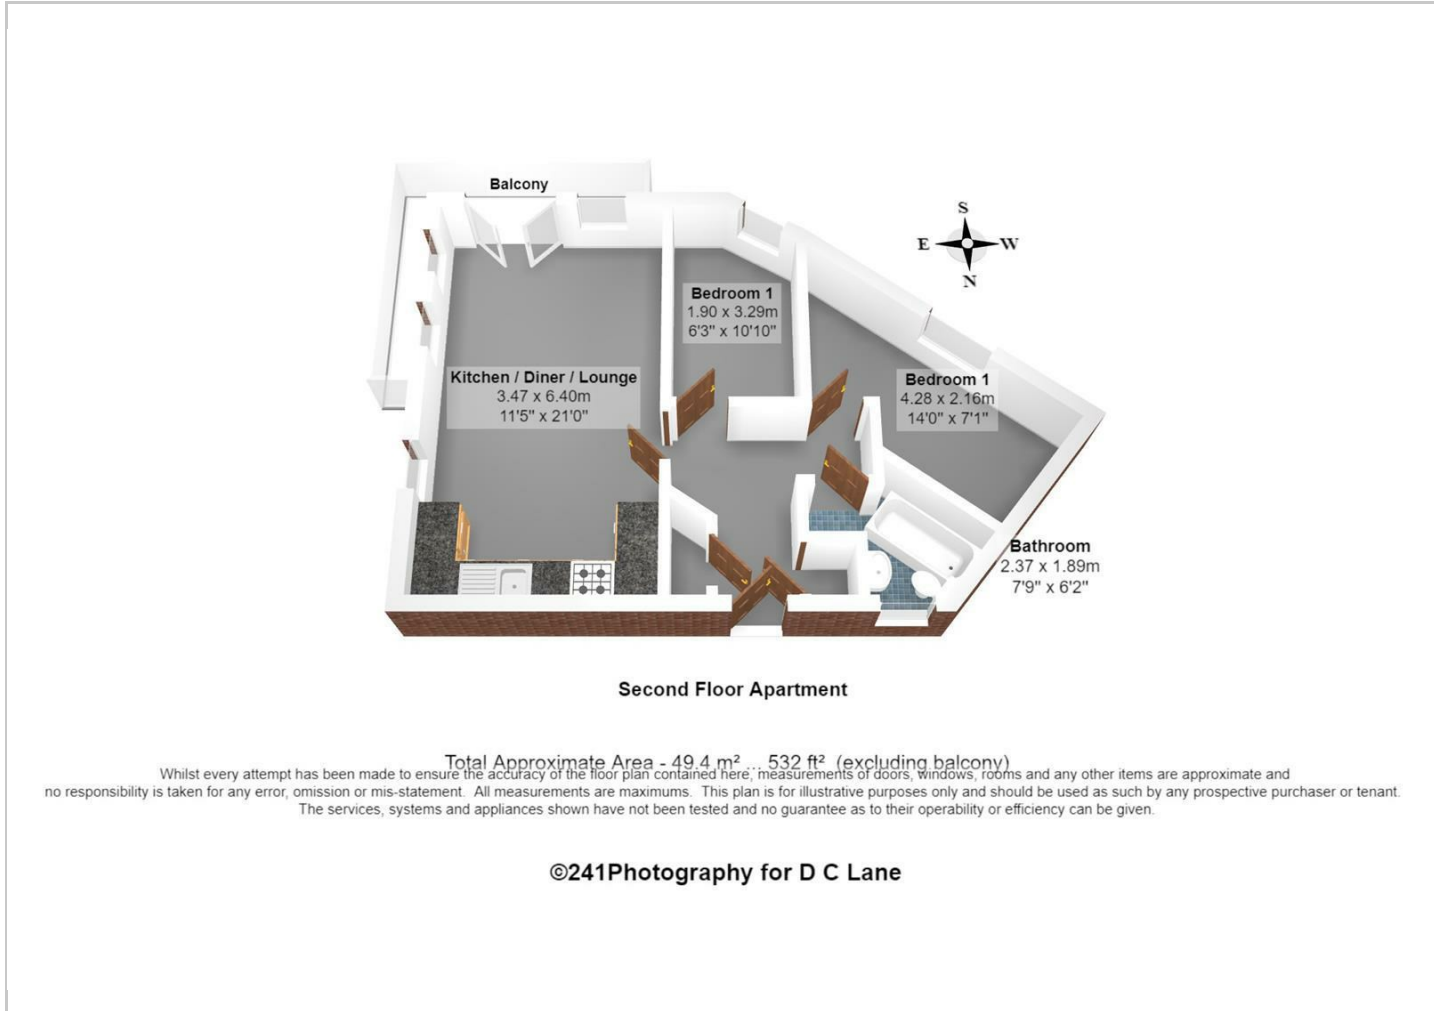 Balcony
S
E W
N
Bedroom 1
1.90 x 3.29m
6'3" x 10'10"
Kitchen / Diner / Lounge
3.47 x 6.40m
11'5" x 21'0"
Bedroom 1
4.28 x 2.16m
14'0" x 7'1"
Bathroom
2.37 x 1.89m
7'9" x 6'2"
Second Floor Apartment
Total Approximate Area - 49.4 m² ... 532 ft² (excluding balcony)
Whilst every attempt has been made to ensure the accuracy of the floor plan contained here, measurements of doors, windows, rooms and any other items are approximate and
no responsibility is taken for any error, omission or mis-statement. All measurements are maximums. This plan is for illustrative purposes only and should be used as such by any prospective purchaser or tenant.
The services, systems and appliances shown have not been tested and no guarantee as to their operability or efficiency can be given.
©241Photography for D C Lane